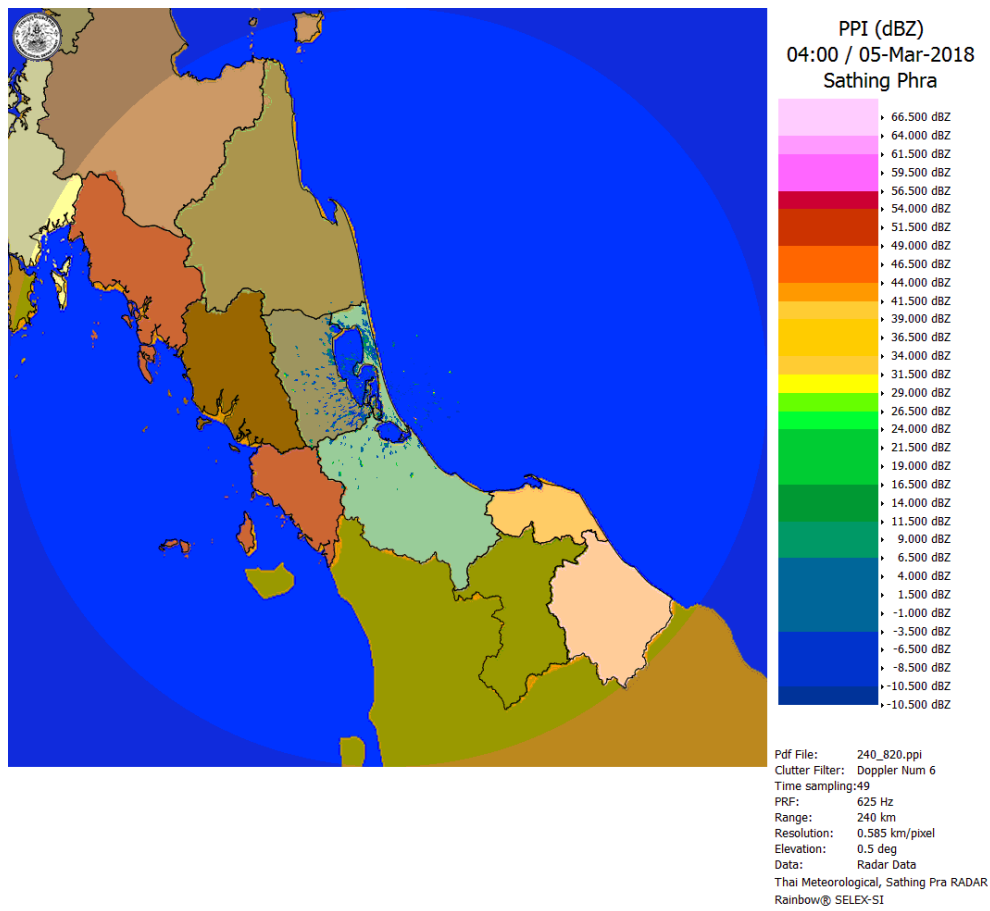 PPI (dBZ)
04:00 / 05-Mar-2018
Sathing Phra
66.500 dBZ
64.000 dBZ
61.500 dBZ
59.500 dBZ
56.500 dBZ
54.000 dBZ
51.500 dBZ
49.000 dBZ
46.500 dBZ
44.000 dBZ
41.500 dBZ
39.000 dBZ
36.500 dBZ
34.000 dBZ
31.500 dBZ
29.000 dBZ
26.500 dBZ
24.000 dBZ
21.500 dBZ
19.000 dBZ
16.500 dBZ
14.000 dBZ
11.500 dBZ
9.000 dBZ
6.500 dBZ
4.000 dBZ
1.500 dBZ
-1.000 dBZ
-3.500 dBZ
-6.500 dBZ
-8.500 dBZ
-10.500 dBZ
-10.500 dBZ
Pdf File: 240_820.ppi
Clutter Filter: Doppler Num 6
Time sampling:49
PRF: 625 Hz
Range: 240 km
Resolution: 0.585 km/pixel
Elevation: 0.5 deg
Data: Radar Data
Thai Meteorological, Sathing Pra RADAR
Rainbow® SELEX-SI